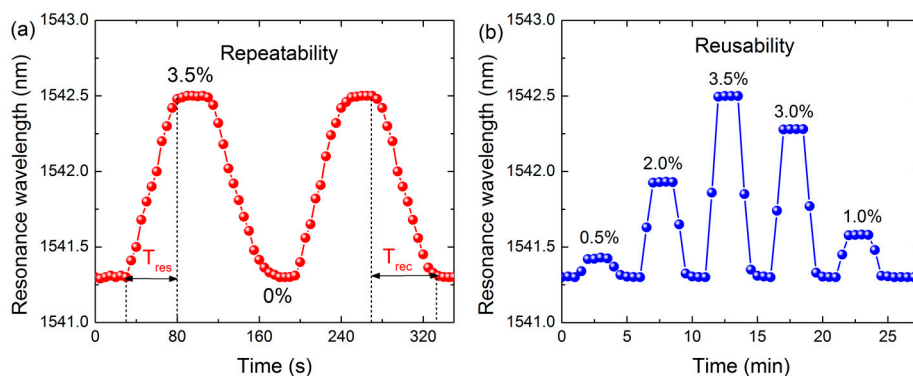 (a)
Repeatability
3.5%
0%
T_res
T_rec
Resonance wavelength (nm)
1543.0
1542.5
1542.0
1541.5
1541.0
0 80 160 240 320
Time (s)
(b)
Reusability
0.5%
2.0%
3.5%
3.0%
1.0%
Resonance wavelength (nm)
1543.0
1542.5
1542.0
1541.5
1541.0
0 5 10 15 20 25
Time (min)